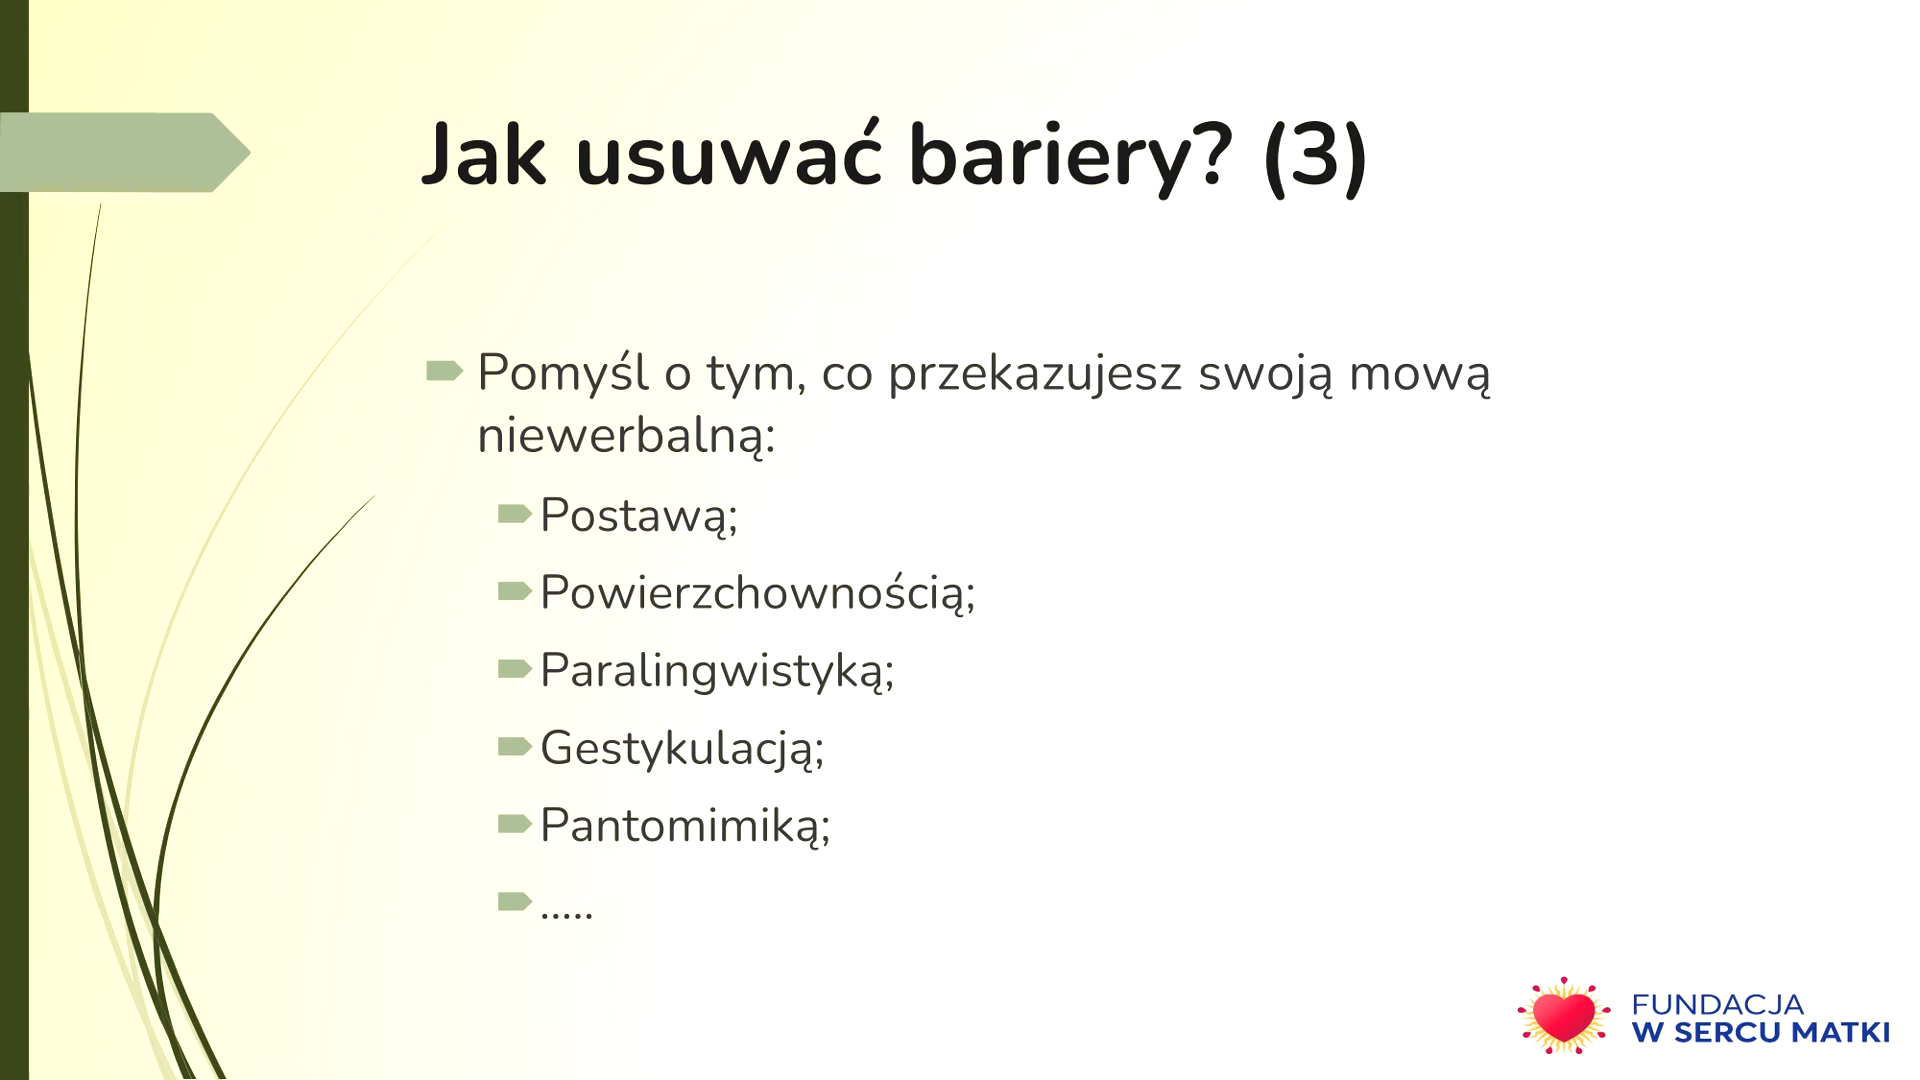 Jak usuwać bariery? (3)
Pomyśl o tym, co przekazujesz swoją mową
niewerbalną:
Postawą;
Powierzchownością;
Paralingwistyką;
Gestykulacją;
Pantomimiką;
.....
FUNDACJA
W SERCU MATKI